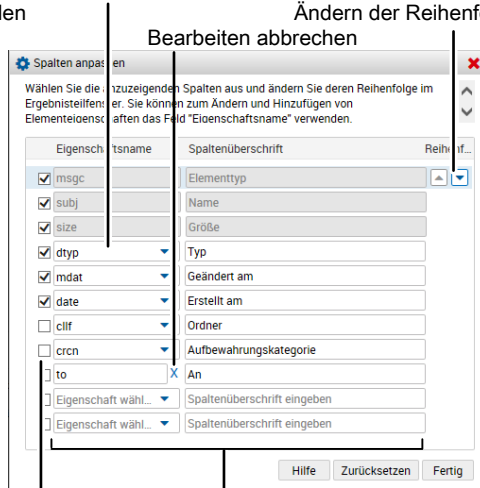 len
Ändern der Reihenf
Bearbeiten abbrechen
Spalten anpassen
Wählen Sie die anzuzeigenden Spalten aus und ändern Sie deren Reihenfolge im
Ergebnisteilfenster. Sie können zum Ändern und Hinzufügen von
Elementeigenschaften das Feld "Eigenschaftsname" verwenden.
Eigenschaftsname Spaltenüberschrift Reihenf...
msgc Elementtyp
subj Name
size Größe
dtyp Typ
mdat Geändert am
date Erstellt am
cllf Ordner
crcn Aufbewahrungskategorie
to X An
Eigenschaft wähl... Spaltenüberschrift eingeben
Eigenschaft wähl... Spaltenüberschrift eingeben
Hilfe Zurücksetzen Fertig